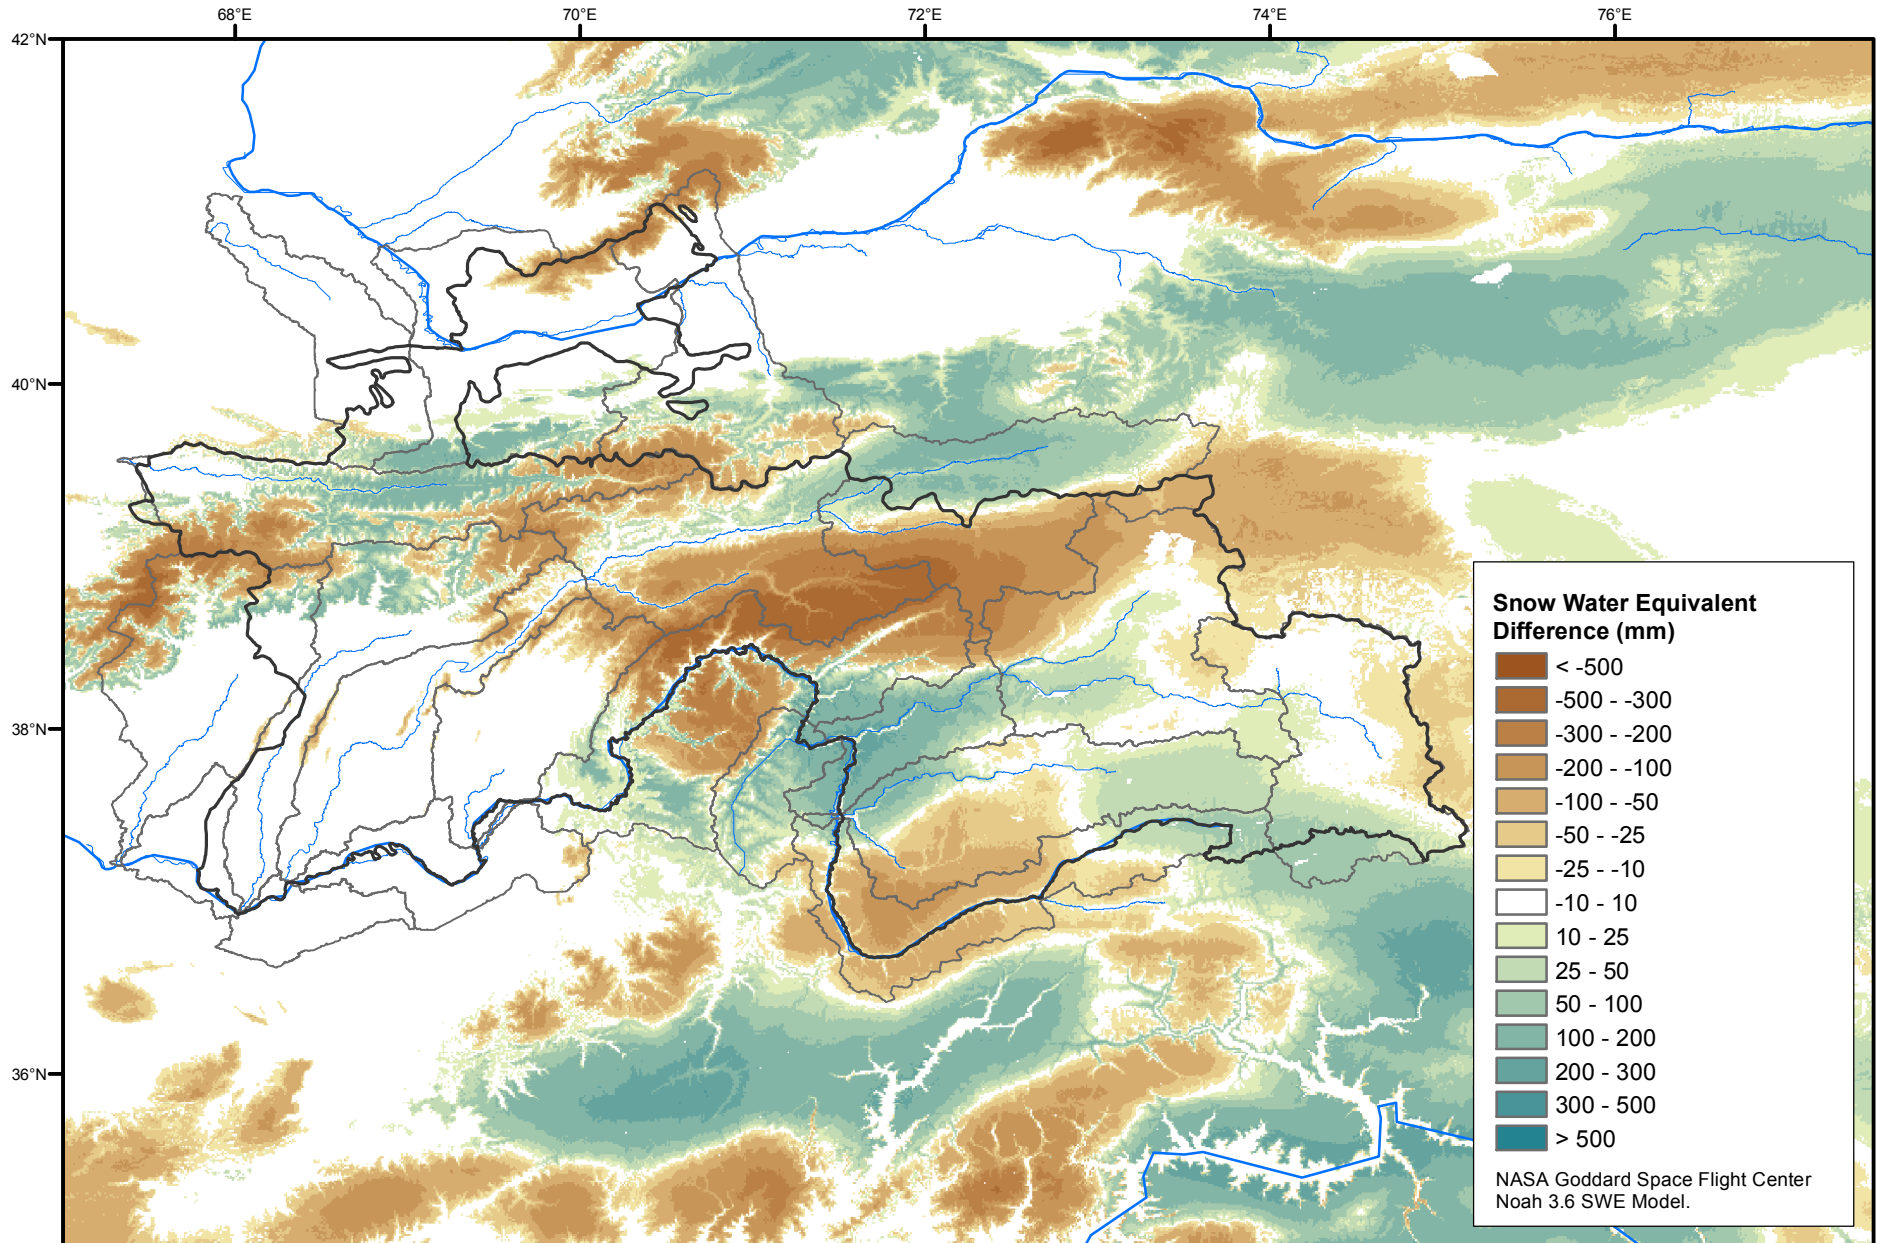 68°E 70°E 72°E 74°E 76°E
42°N
40°N
38°N
36°N
Snow Water Equivalent
Difference (mm)
< -500
-500 - -300
-300 - -200
-200 - -100
-100 - -50
-50 - -25
-25 - -10
-10 - 10
10 - 25
25 - 50
50 - 100
100 - 200
200 - 300
300 - 500
> 500
NASA Goddard Space Flight Center
Noah 3.6 SWE Model.